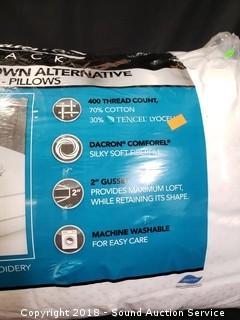 ACK
OWN ALTERNATIVE
- PILLOWS
400 THREAD COUNT,
70% COTTON
30% TENCEL LYOCELL
DACRON® COMFOREL®
SILKY SOFT FIBERFILL
2"
2" GUSSET
PROVIDES MAXIMUM LOFT,
WHILE RETAINING ITS SHAPE.
MACHINE WASHABLE
FOR EASY CARE
OIDERY
Copyright 2018 - Sound Auction Service